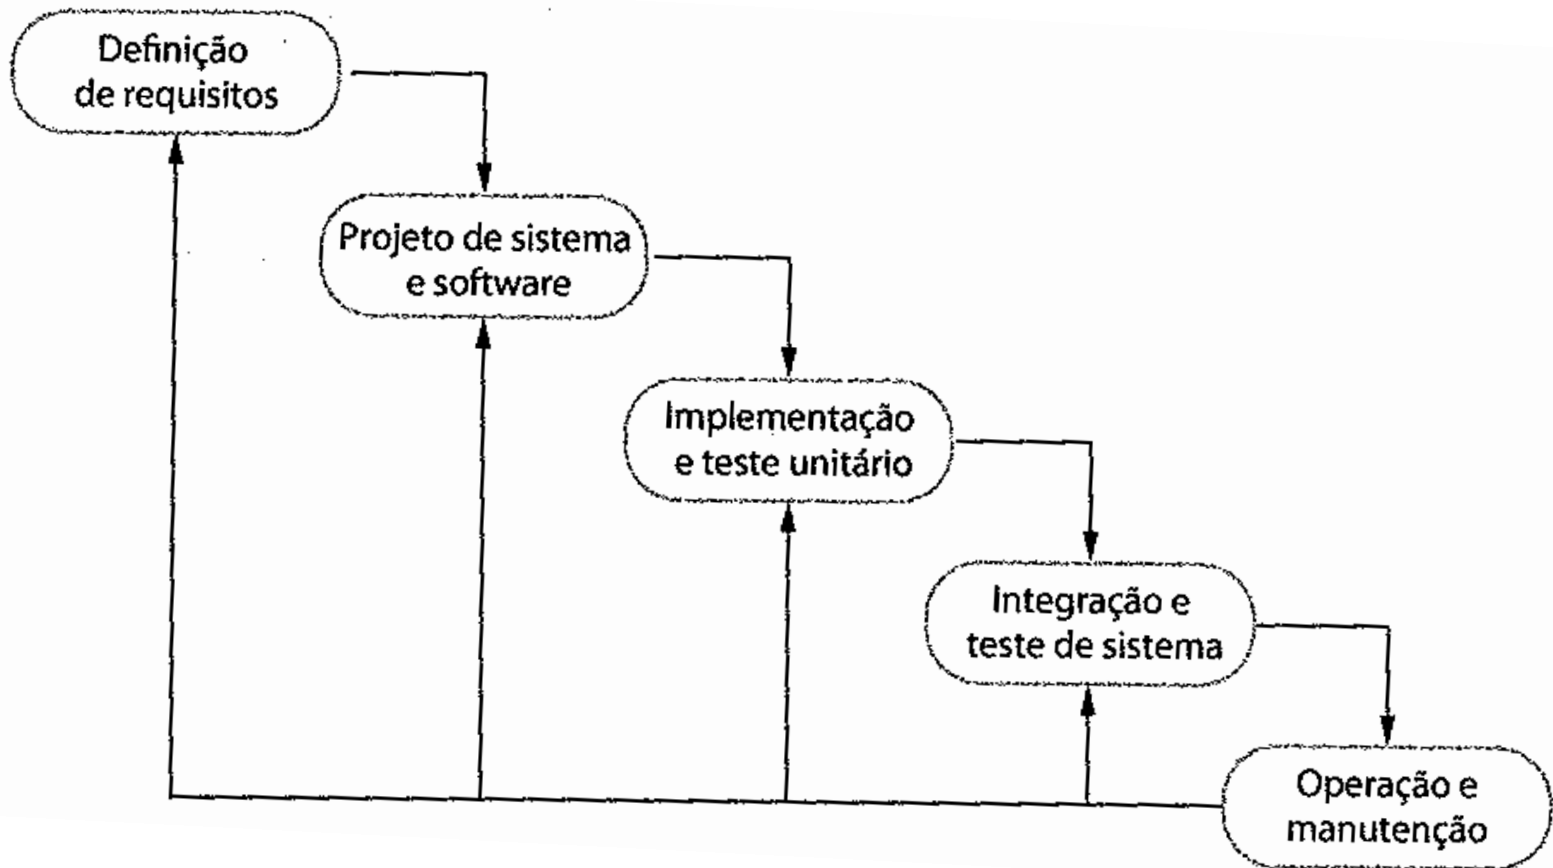 Definição
de requisitos
Projeto de sistema
e software
Implementação
e teste unitário
Integração e
teste de sistema
Operação e
manutenção